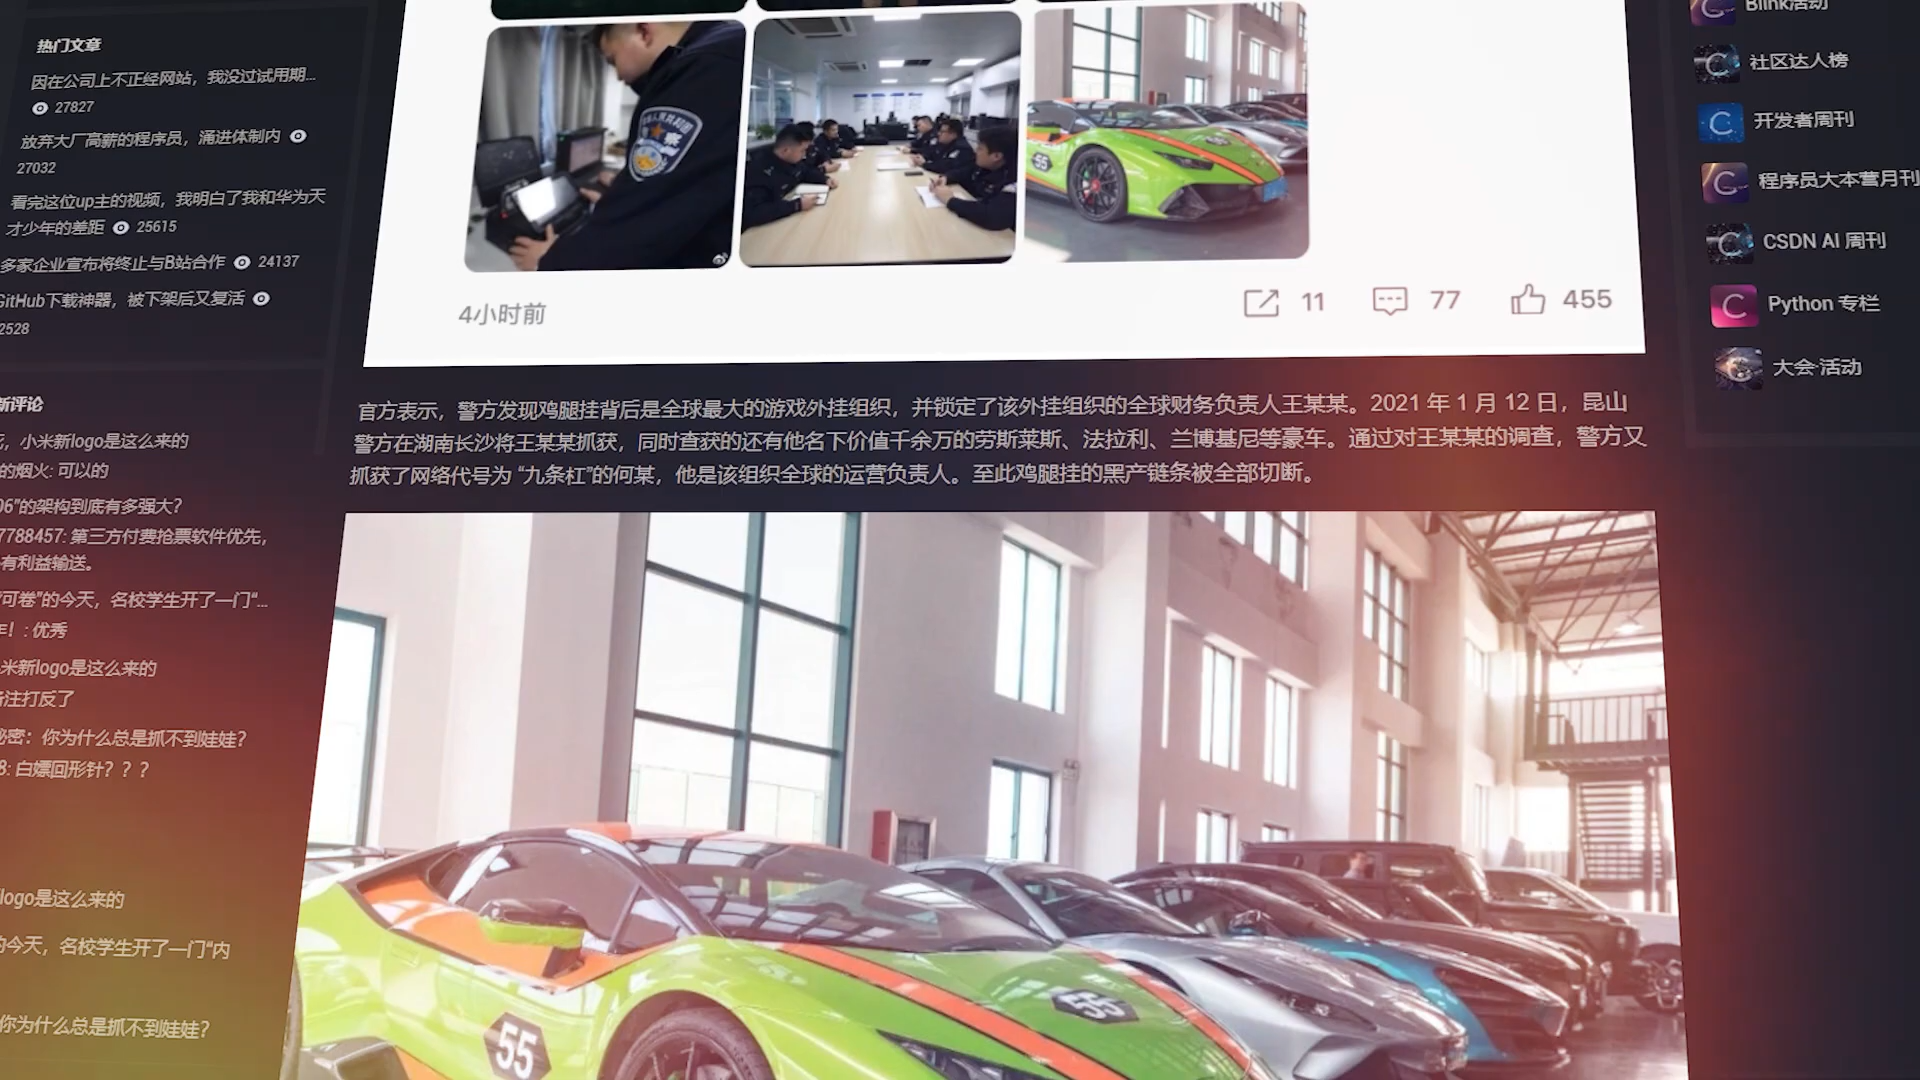 热门文章
因在公司上不正经网站，我没过试用期...
27827
放弃大厂高薪的程序员，涌进体制内
27032
看完这位up主的视频，我明白了我和华为天
才少年的差距 25615
多家企业宣布将终止与B站合作 24137
GitHub下载神器，被下架后又复活
2528
新评论
，小米新logo是这么来的
的烟火: 可以的
06”的架构到底有多强大？
7788457: 第三方付费抢票软件优先，
有利益输送。
“可卷”的今天，名校学生开了一门“...
! : 优秀
米新logo是这么来的
注打反了
秘密：你为什么总是抓不到娃娃？
8: 白嫖回形针？？？
logo是这么来的
的今天，名校学生开了一门“内
你为什么总是抓不到娃娃？
4小时前
11
77
455
官方表示，警方发现鸡腿挂背后是全球最大的游戏外挂组织，并锁定了该外挂组织的全球财务负责人王某某。2021 年 1 月 12 日，昆山
警方在湖南长沙将王某某抓获，同时查获的还有他名下价值千余万的劳斯莱斯、法拉利、兰博基尼等豪车。通过对王某某的调查，警方又
抓获了网络代号为 “九条杠”的何某，他是该组织全球的运营负责人。至此鸡腿挂的黑产链条被全部切断。
55
55
55
Blink活动
社区达人榜
开发者周刊
程序员大本营月刊
CSDN AI 周刊
Python 专栏
大会·活动